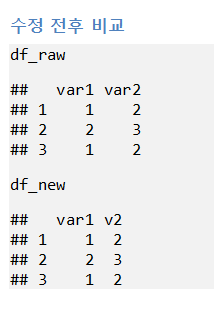 수정 전후 비교
df_raw
##   var1 var2
## 1    1    2
## 2    2    3
## 3    1    2
df_new
##   var1 v2
## 1    1  2
## 2    2  3
## 3    1  2